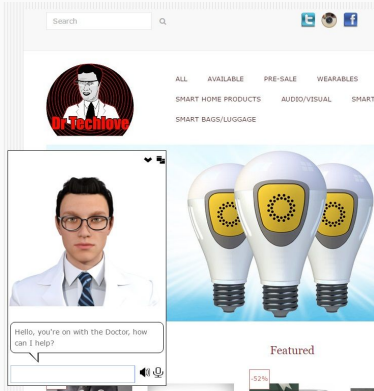 Search
ALL AVAILABLE PRE-SALE WEARABLES
SMART HOME PRODUCTS AUDIO/VISUAL SMART
SMART BAGS/LUGGAGE
Dr Techlove
Hello, you're on with the Doctor, how
can I help?
Featured
-52%